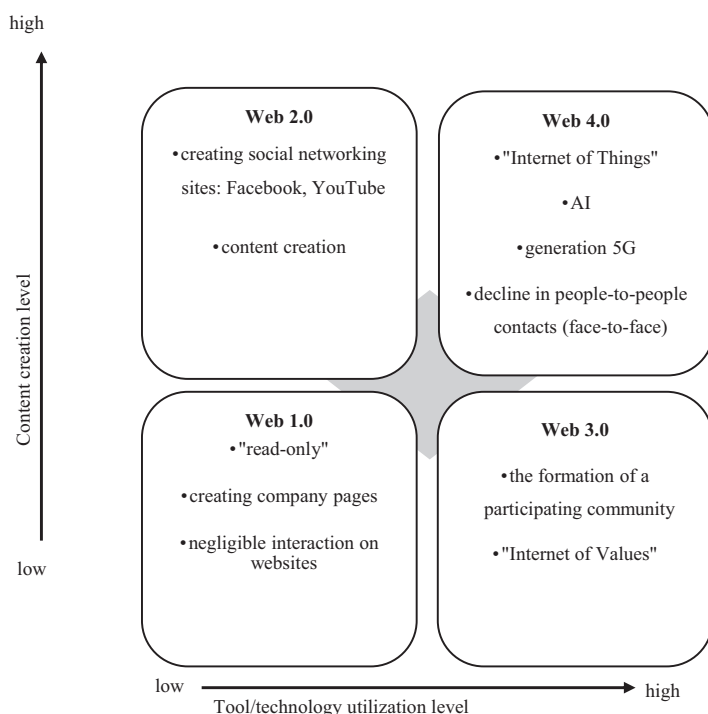 high
Web 2.0
•creating social networking
sites: Facebook, YouTube
•content creation
Web 4.0
•"Internet of Things"
•AI
•generation 5G
•decline in people-to-people
contacts (face-to-face)
Content creation level
Web 1.0
•"read-only"
•creating company pages
•negligible interaction on
websites
Web 3.0
•the formation of a
participating community
•"Internet of Values"
low
low
high
Tool/technology utilization level